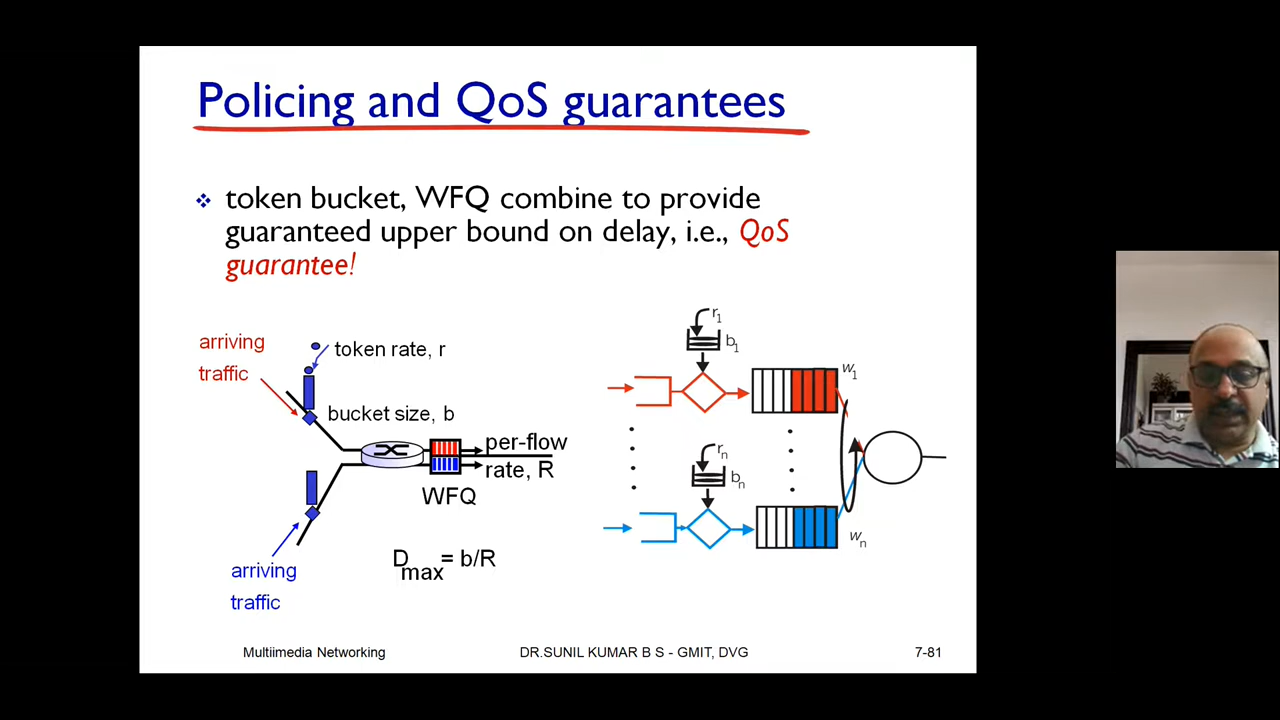 Policing and QoS guarantees
token bucket, WFQ combine to provide
guaranteed upper bound on delay, i.e., QoS
guarantee!
arriving
traffic
token rate, r
bucket size, b
per-flow
rate, R
WFQ
D max = b/R
arriving
traffic
r1
b1
w1
rn
bn
wn
Multiimedia Networking
DR.SUNIL KUMAR B S - GMIT, DVG
7-81